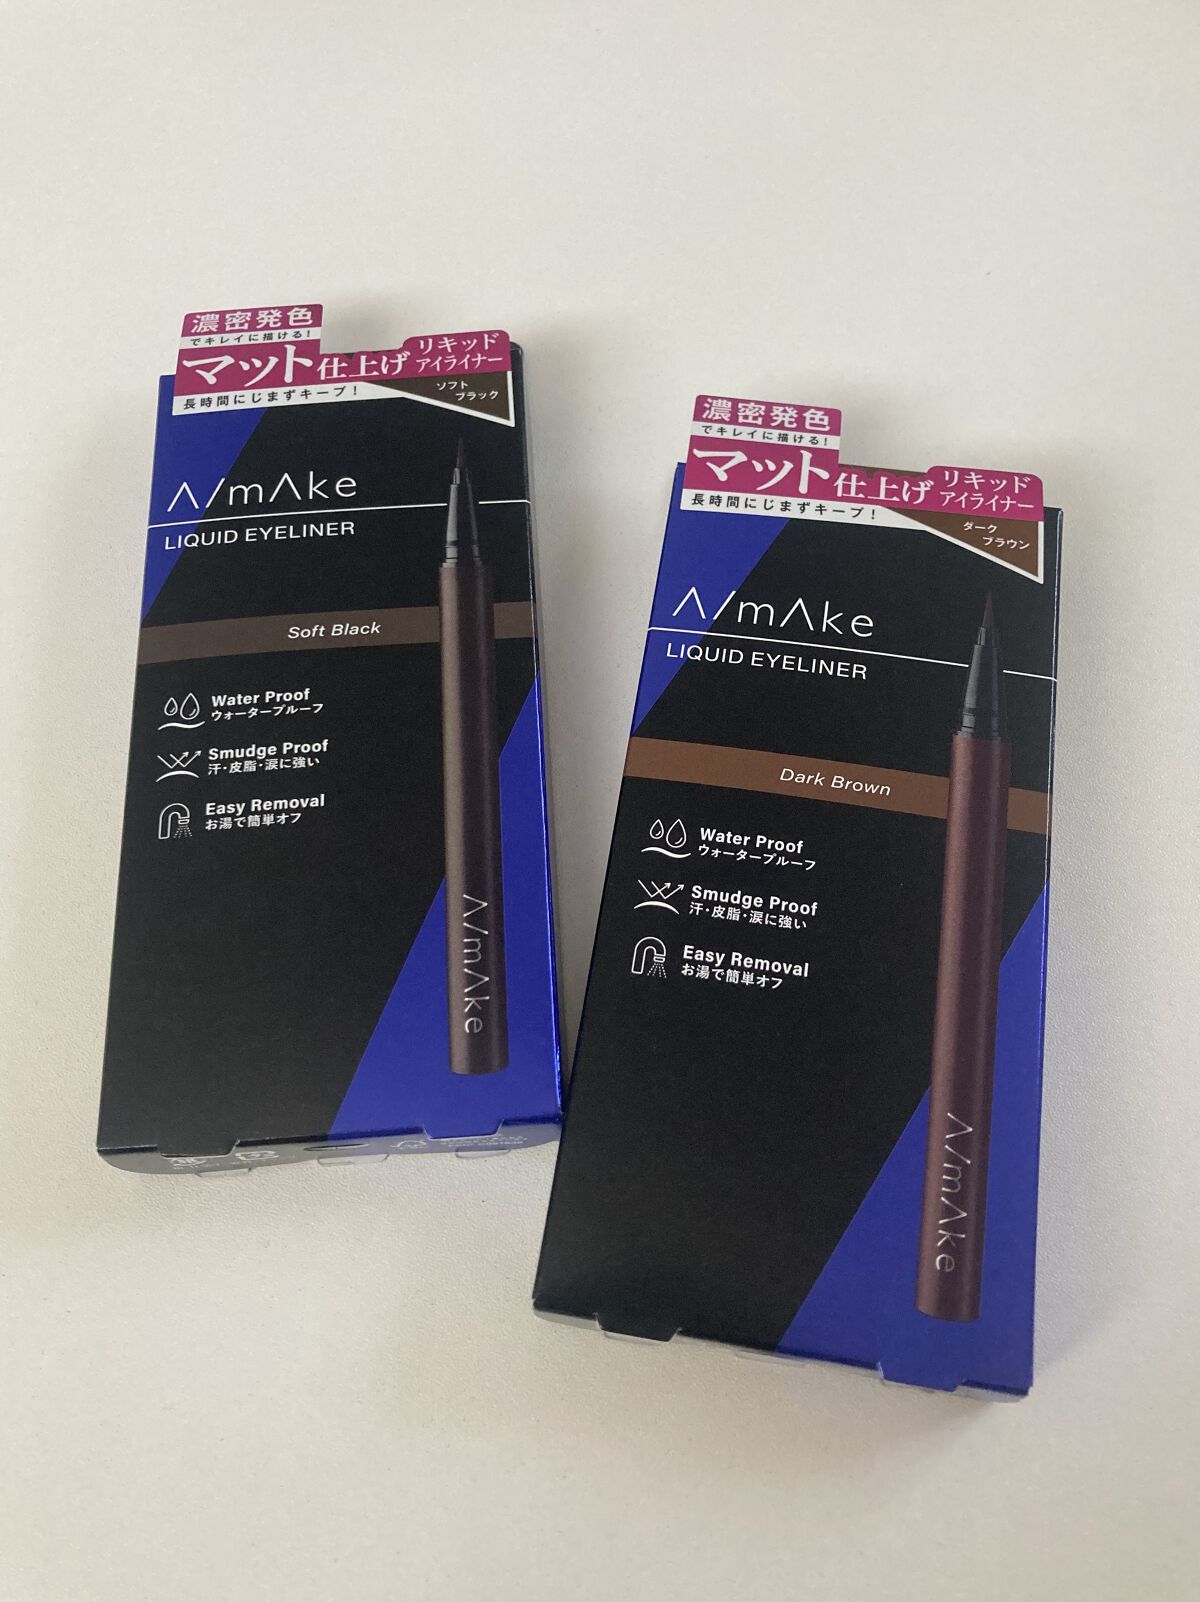 濃密発色
でキレイに描ける!
マット仕上げ
リキッド
アイライナー
長時間にじまずキープ!
ソフト
ブラック
Λ/mΛke
LIQUID EYELINER
Soft Black
Water Proof
ウォータープルーフ
Smudge Proof
汗・皮脂・涙に強い
Easy Removal
お湯で簡単オフ
Λ/mΛke
濃密発色
でキレイに描ける!
マット仕上げ
リキッド
アイライナー
長時間にじまずキープ!
ダーク
ブラウン
Λ/mΛke
LIQUID EYELINER
Dark Brown
Water Proof
ウォータープルーフ
Smudge Proof
汗・皮脂・涙に強い
Easy Removal
お湯で簡単オフ
Λ/mΛke